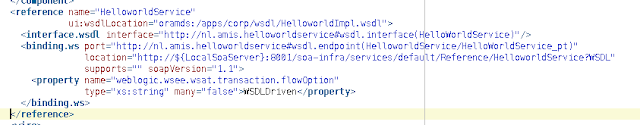 </component>
<reference name="HelloworldService"
ui:wsdlLocation="oramds:/apps/corp/wsdl/HelloworldImpl.wsdl">
<interface.wsdl interface="http://nl.amis.helloworldservice#wsdl.interface(HelloWorldService)"/>
<binding.ws port="http://nl.amis.helloworldservice#wsdl.endpoint(HelloworldService/HelloWorldService_pt)"
location="http://${LocalSoaServer}:8001/soa-infra/services/default/Reference/HelloworldService?WSDL"
supports="" soapVersion="1.1">
<property name="weblogic.wsee.wsat.transaction.flowOption"
type="xs:string" many="false">WSDLDriven</property>
</binding.ws>
</reference>